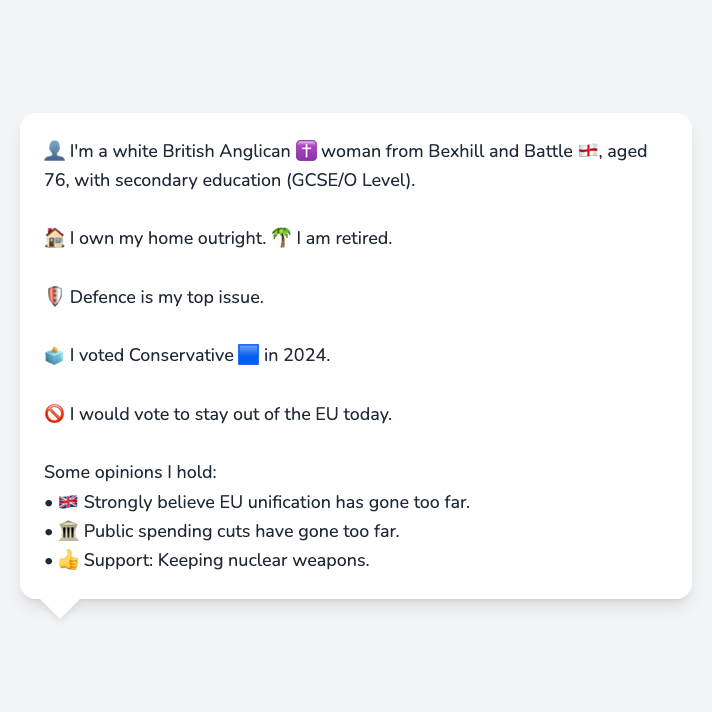 👤 I'm a white British Anglican ✝️ woman from Bexhill and Battle 🏴󠁧󠁢󠁥󠁮󠁧󠁿, aged
76, with secondary education (GCSE/O Level).
🏠 I own my home outright. 🌴 I am retired.
🛡️ Defence is my top issue.
🗳️ I voted Conservative 🟦 in 2024.
🚫 I would vote to stay out of the EU today.
Some opinions I hold:
• 🇬🇧 Strongly believe EU unification has gone too far.
• 🏛️ Public spending cuts have gone too far.
• 👍 Support: Keeping nuclear weapons.